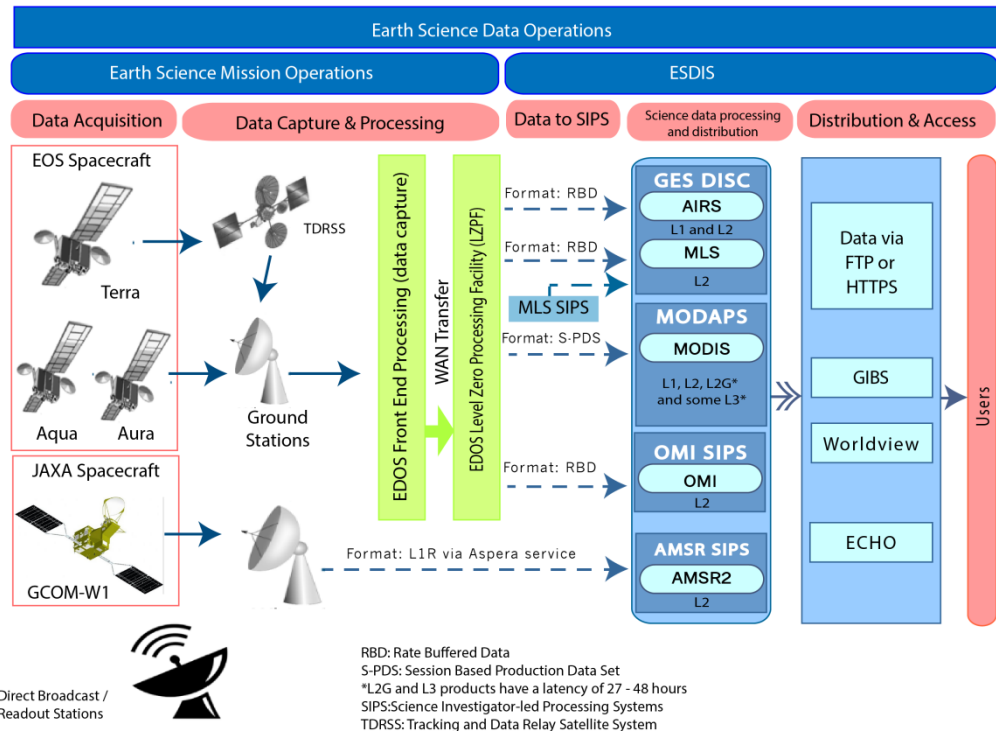 Earth Science Data Operations
Earth Science Mission Operations
ESDIS
Data Acquisition
Data Capture & Processing
Data to SIPS
Science data processing
and distribution
Distribution & Access
EOS Spacecraft
Terra
TDRSS
Aqua
Aura
Ground
Stations
JAXA Spacecraft
GCOM-W1
EDOS Front End Processing (data capture)
WAN Transfer
EDOS Level Zero Processing Facility (LZPF)
Format: RBD
Format: RBD
MLS SIPS
Format: S-PDS
Format: RBD
Format: L1R via Aspera service
GES DISC
AIRS
L1 and L2
MLS
L2
MODAPS
MODIS
L1, L2, L2G*
and some L3*
OMI SIPS
OMI
L2
AMSR SIPS
AMSR2
L2
Data via
FTP or
HTTPS
GIBS
Worldview
ECHO
Users
Direct Broadcast /
Readout Stations
RBD: Rate Buffered Data
S-PDS: Session Based Production Data Set
*L2G and L3 products have a latency of 27 - 48 hours
SIPS:Science Investigator-led Processing Systems
TDRSS: Tracking and Data Relay Satellite System